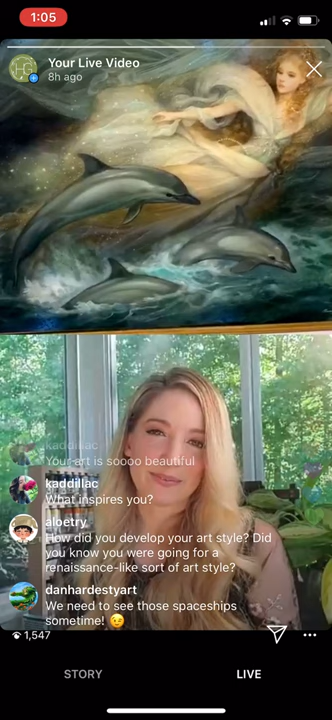 1:05
HG
Your Live Video
8h ago
kaddillac
Your art is soooo beautiful
kaddillac
What inspires you?
aloetry
How did you develop your art style? Did
you know you were going for a
renaissance-like sort of art style?
danhardestyart
We need to see those spaceships
sometime! 😉
1,547
STORY
LIVE